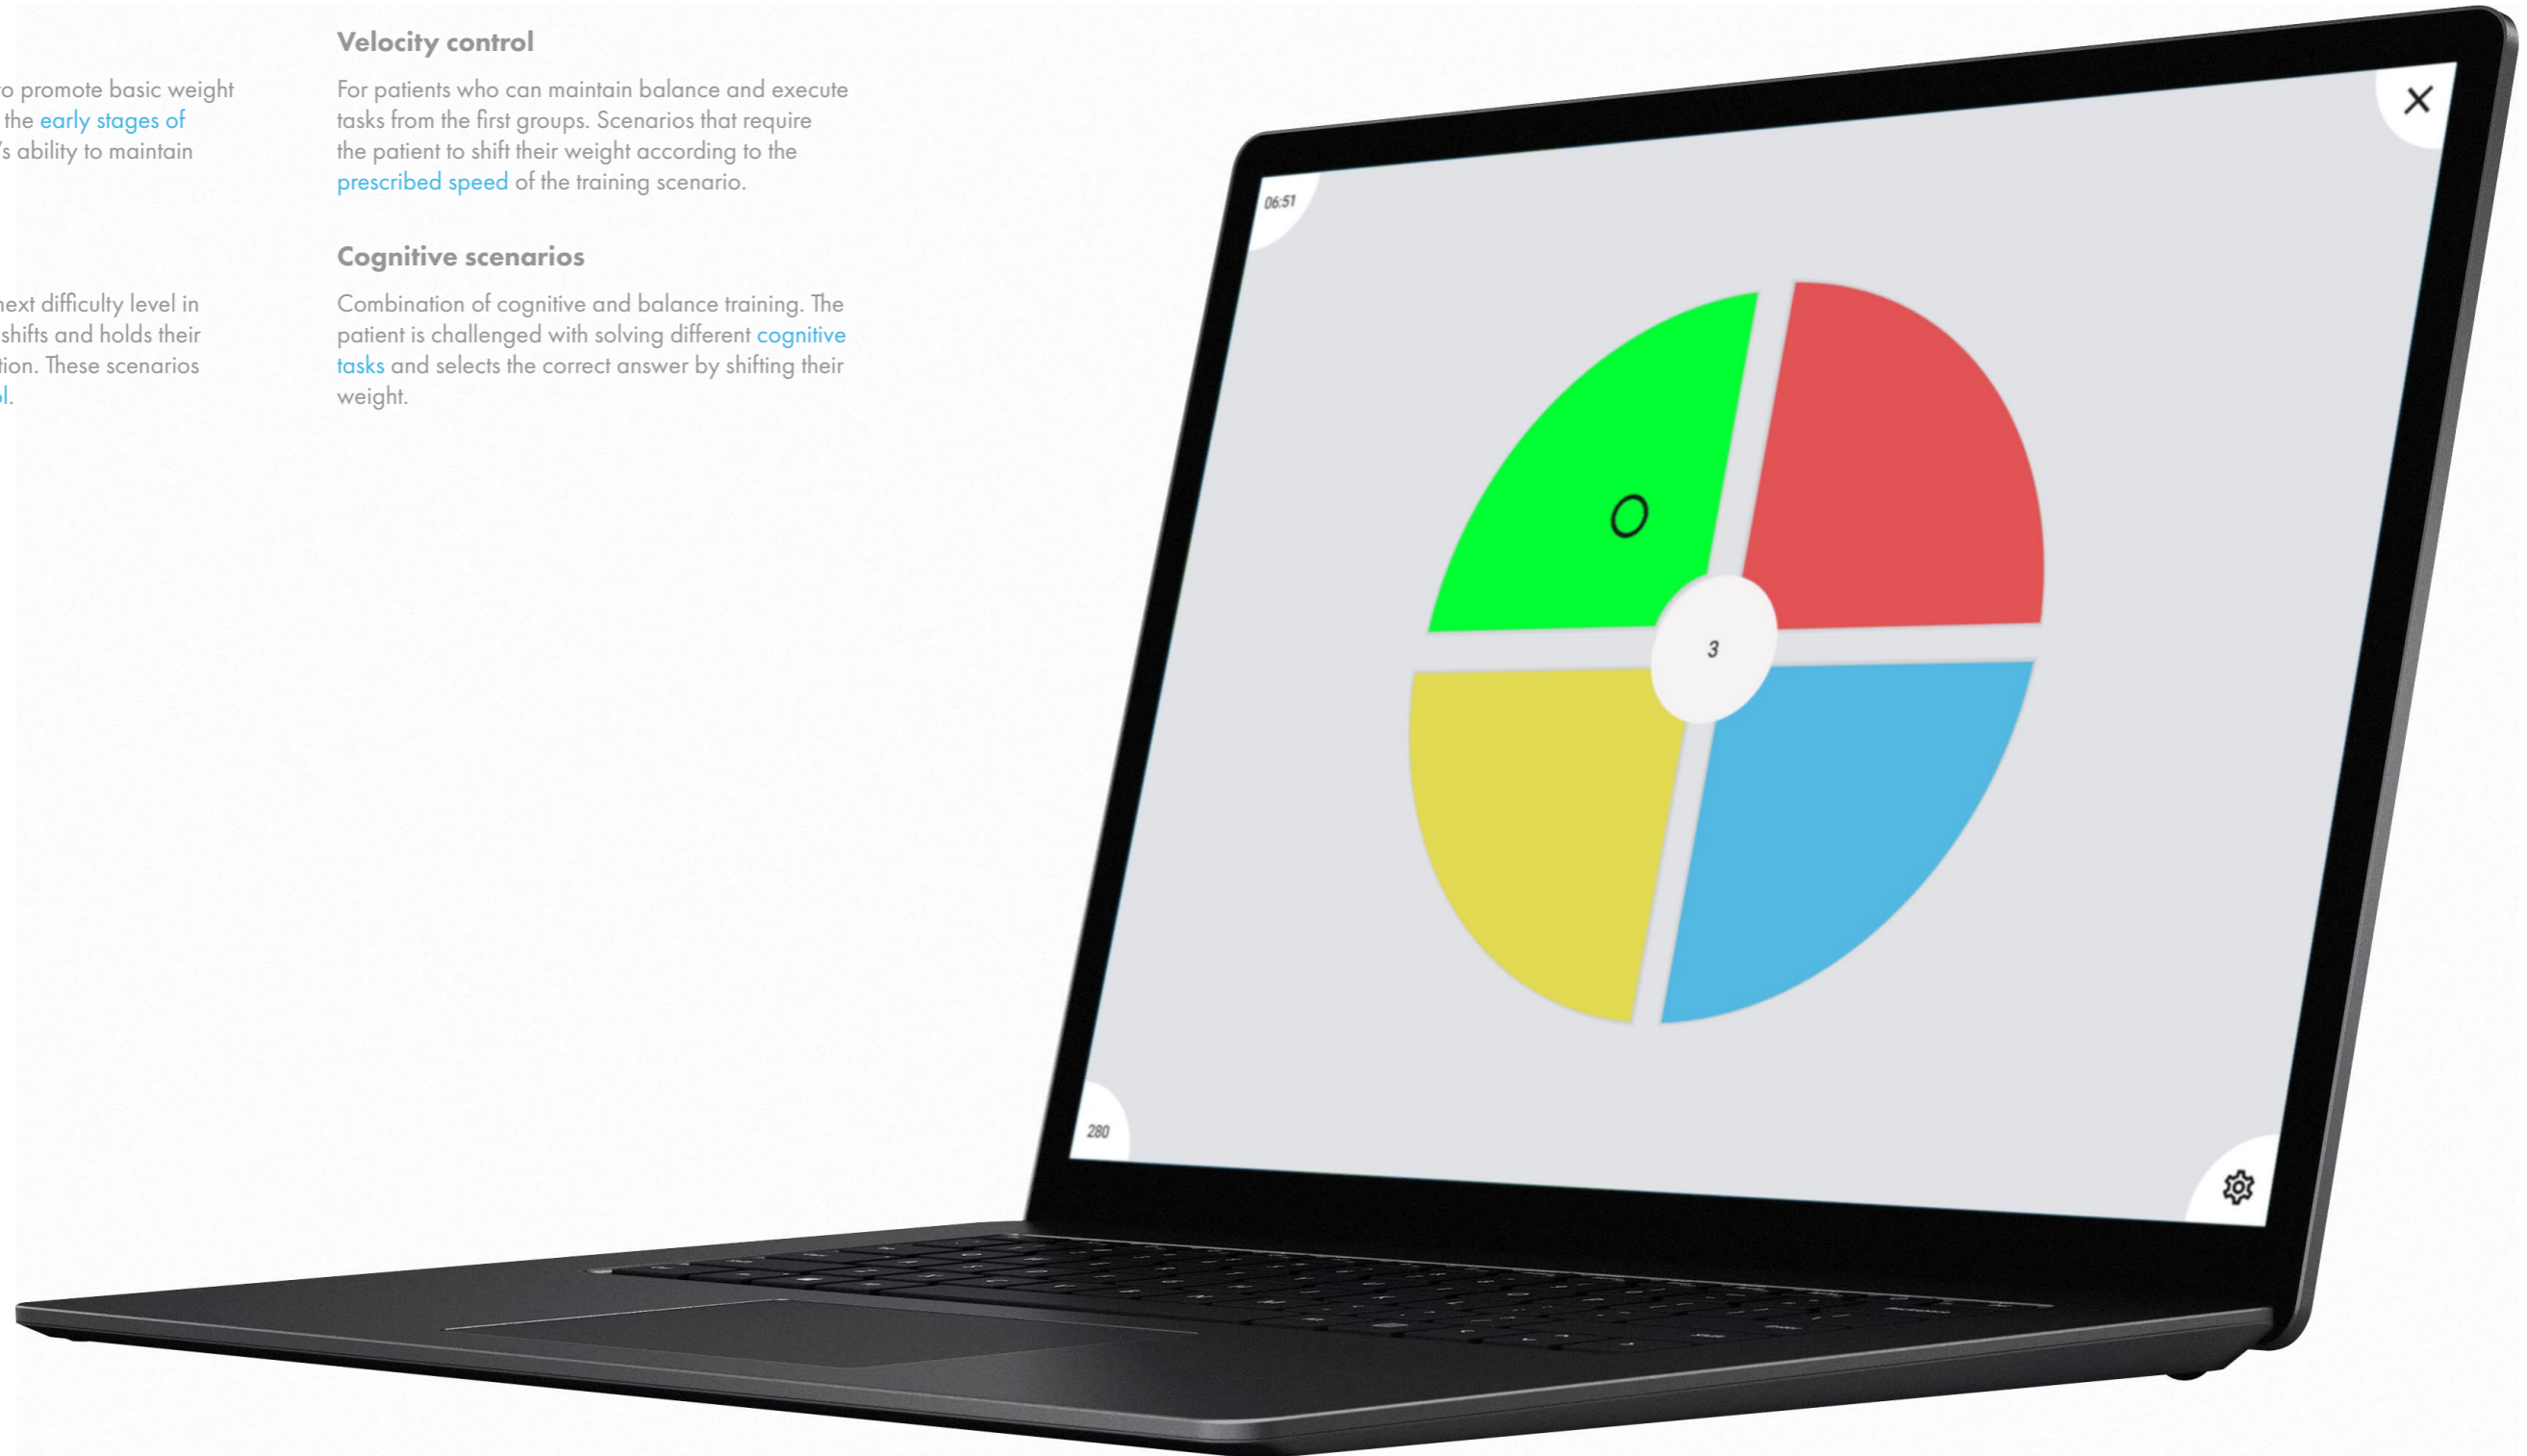 to promote basic weight
the early stages of
's ability to maintain
next difficulty level in
shifts and holds their
tion. These scenarios
ol.
Velocity control
For patients who can maintain balance and execute
tasks from the first groups. Scenarios that require
the patient to shift their weight according to the
prescribed speed of the training scenario.
Cognitive scenarios
Combination of cognitive and balance training. The
patient is challenged with solving different cognitive
tasks and selects the correct answer by shifting their
weight.
06:51
3
280